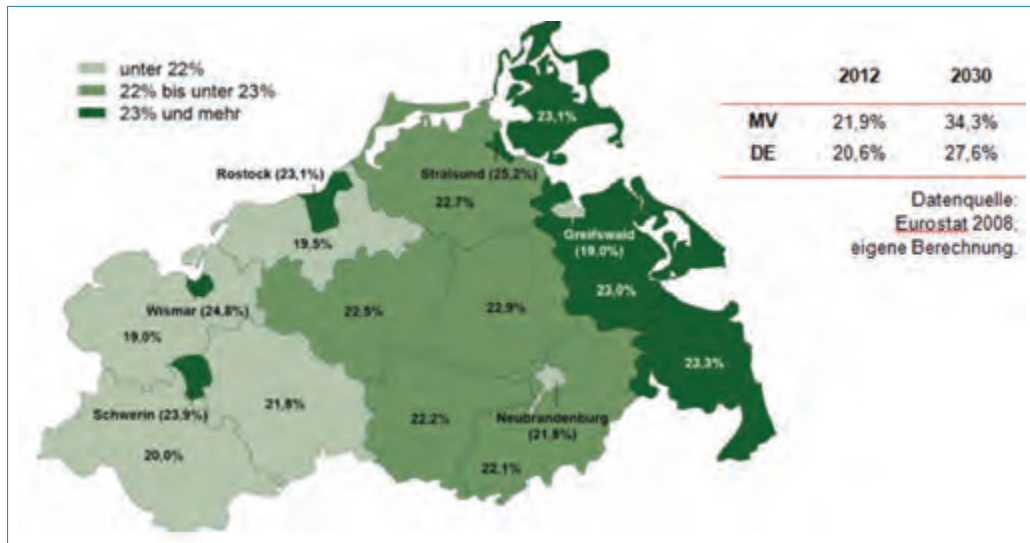 unter 22%
22% bis unter 23%
23% und mehr
2012 2030
MV 21,9% 34,3%
DE 20,6% 27,6%
Datenquelle:
Eurostat 2008;
eigene Berechnung.
23,1%
Rostock (23,1%)
Stralsund (25,2%)
22,7%
19,5%
Greifswald
(19,0%)
23,0%
Wismar (24,8%)
22,5%
22,9%
19,0%
23,3%
Schwerin (23,9%)
21,8%
22,2%
Neubrandenburg
(21,8%)
20,0%
22,1%